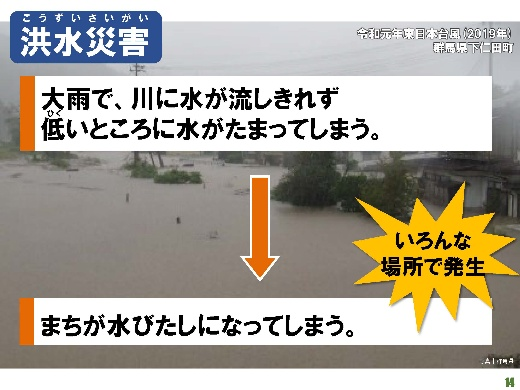 こうずいさいがい
洪水災害
令和元年東日本台風(2019年)
群馬県下仁田町
大雨で、川に水が流しきれず
ひく
低いところに水がたまってしまう。
いろんな
場所で発生
まちが水びたしになってしまう。
14